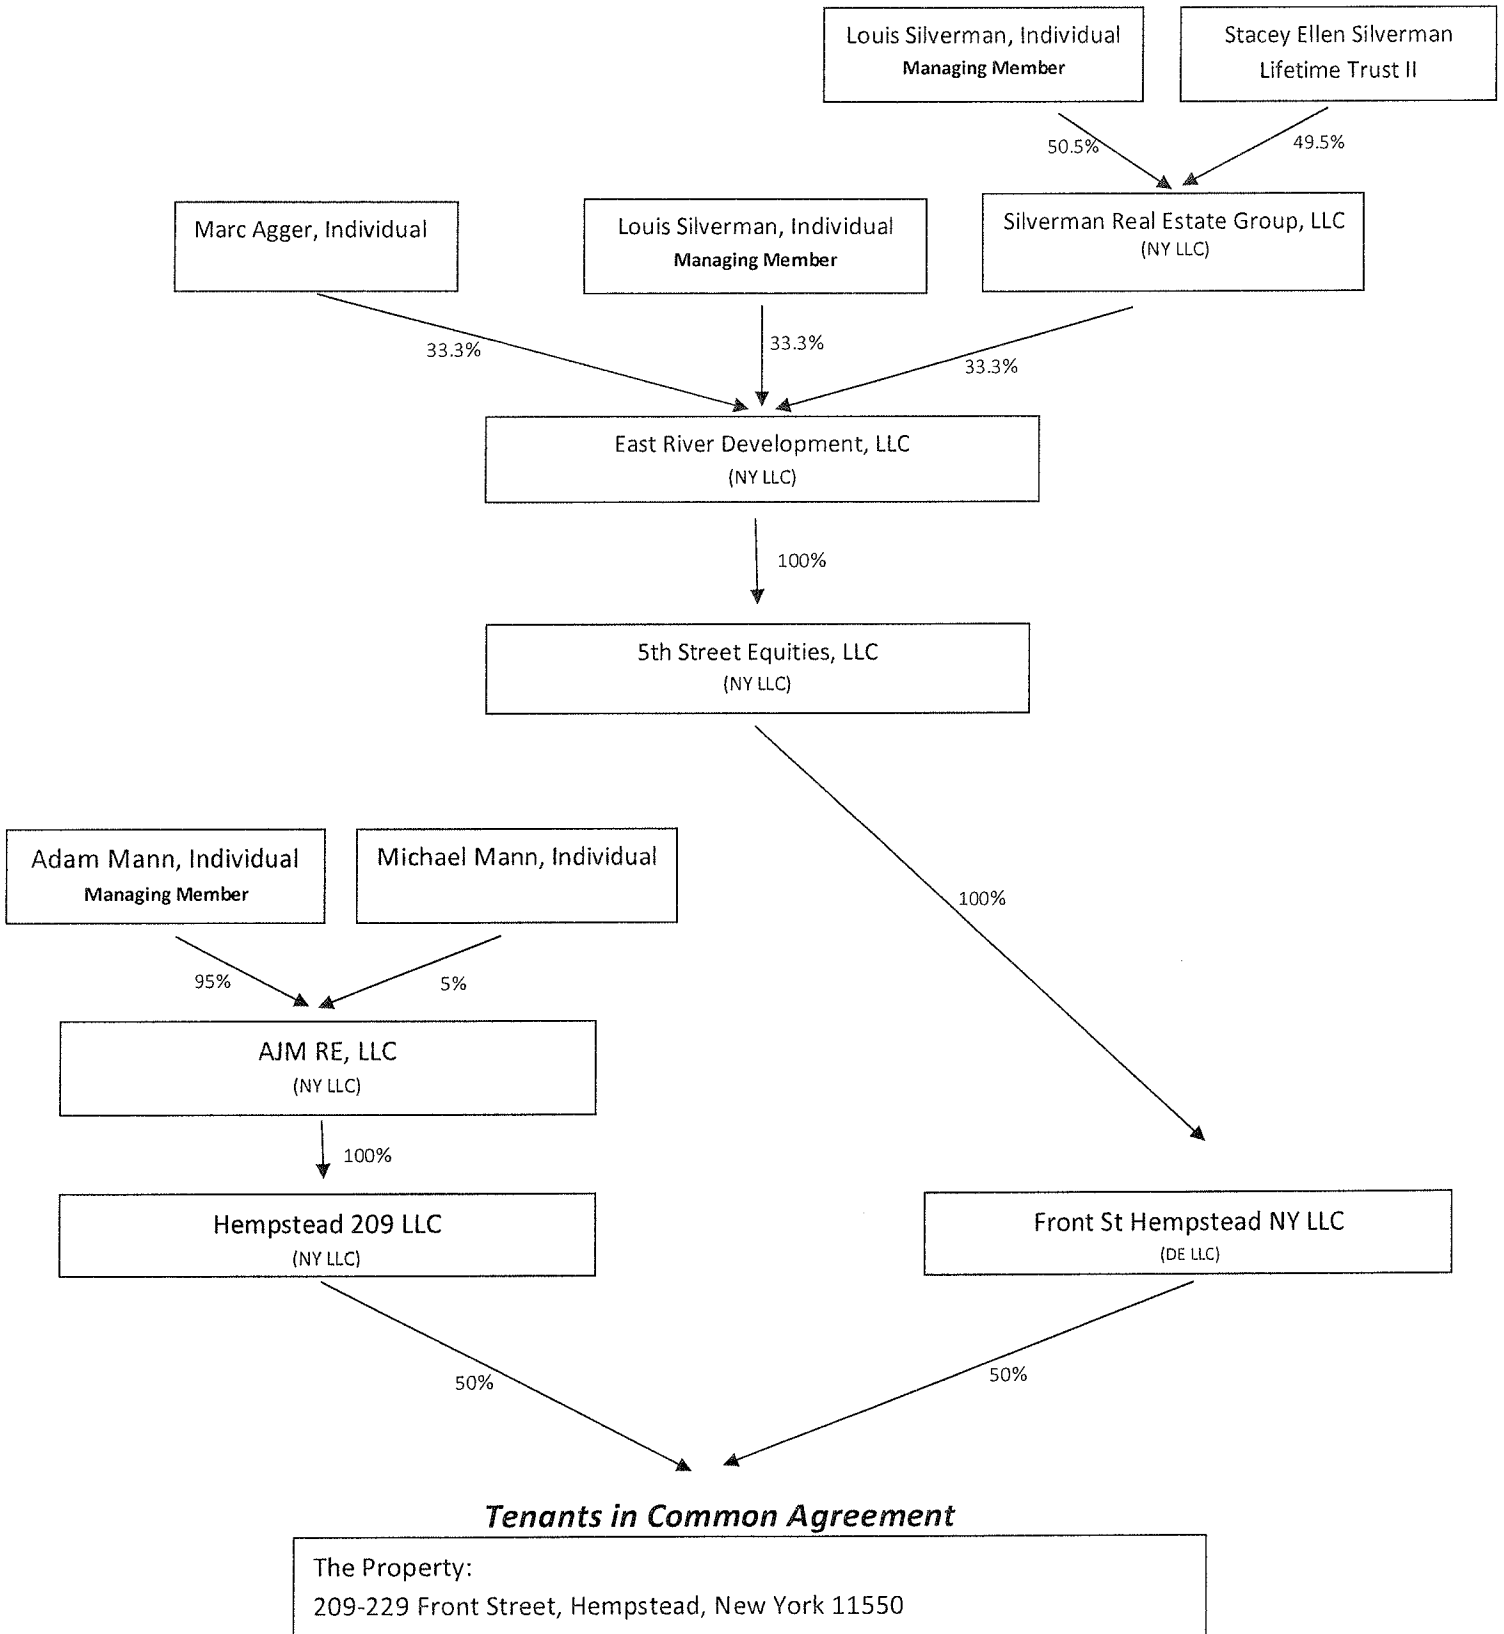 Louis Silverman, Individual
Managing Member
Stacey Ellen Silverman
Lifetime Trust II
50.5%
49.5%
Marc Agger, Individual
Louis Silverman, Individual
Managing Member
Silverman Real Estate Group, LLC
(NY LLC)
33.3%
33.3%
33.3%
East River Development, LLC
(NY LLC)
100%
5th Street Equities, LLC
(NY LLC)
100%
Adam Mann, Individual
Managing Member
Michael Mann, Individual
95%
5%
AJM RE, LLC
(NY LLC)
100%
Hempstead 209 LLC
(NY LLC)
Front St Hempstead NY LLC
(DE LLC)
50%
50%
Tenants in Common Agreement
The Property:
209-229 Front Street, Hempstead, New York 11550